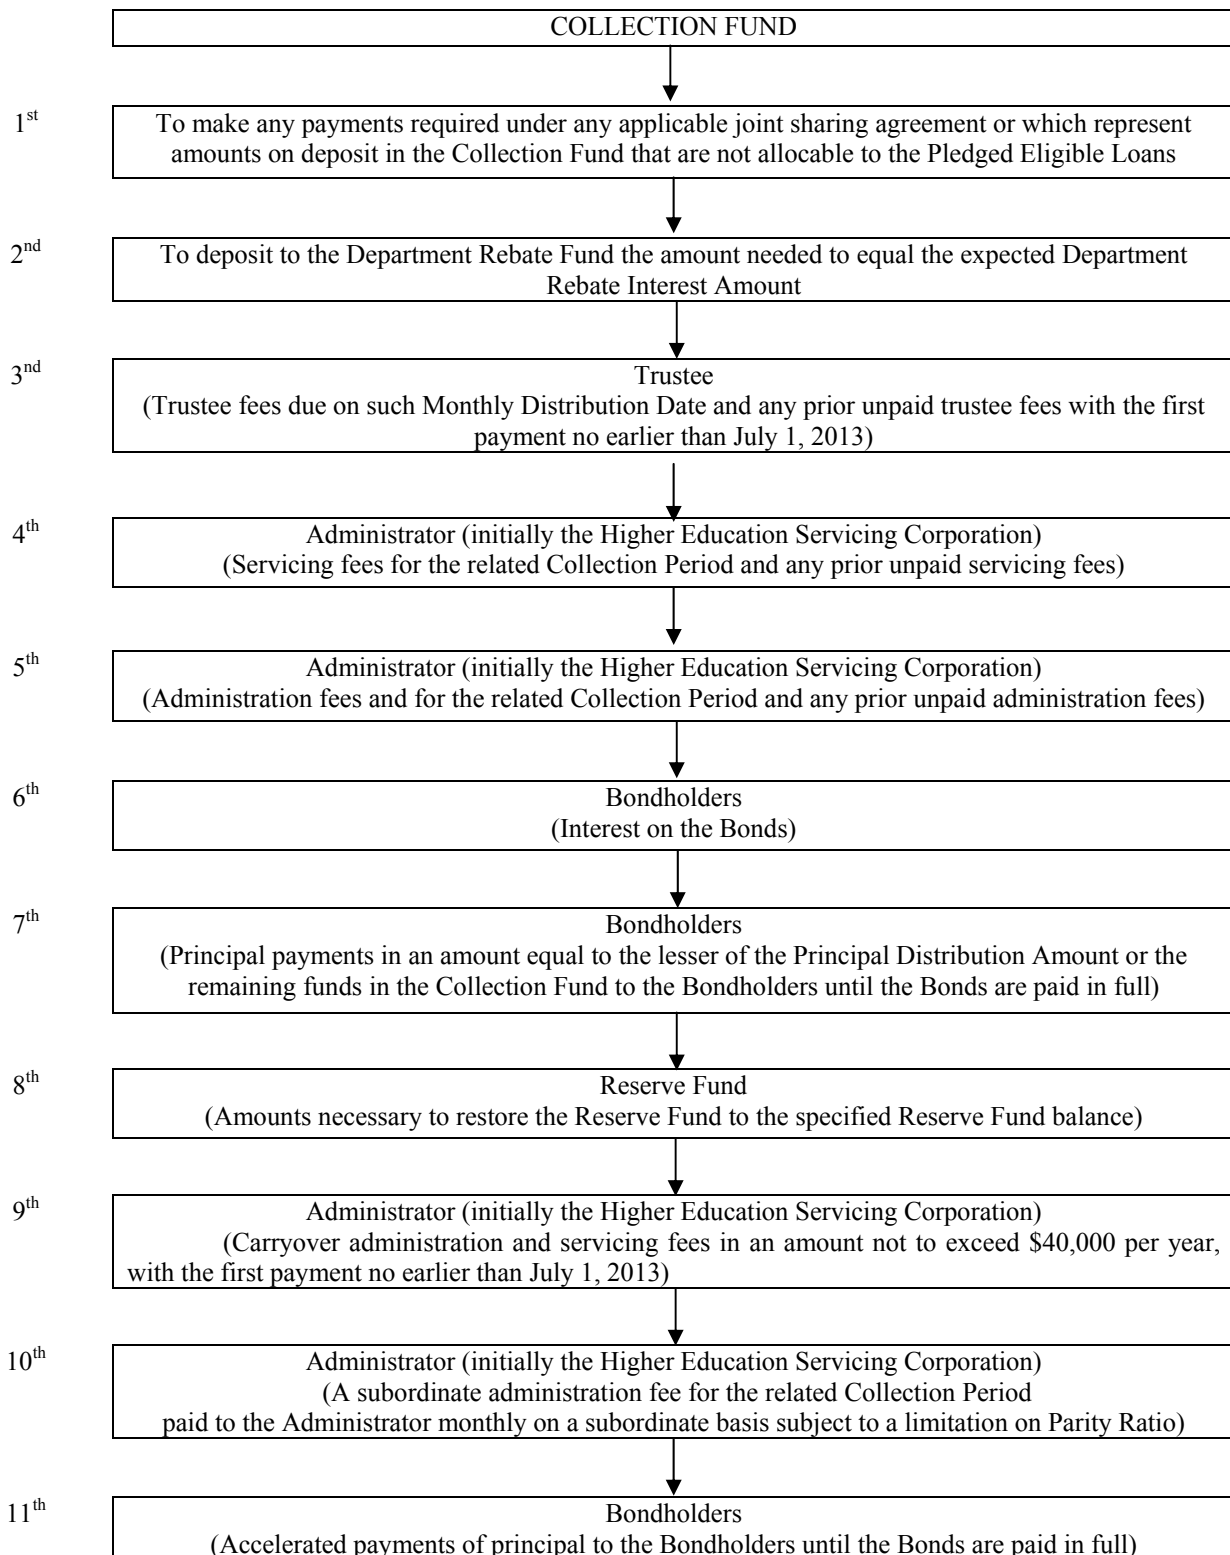 COLLECTION FUND
1st
To make any payments required under any applicable joint sharing agreement or which represent
amounts on deposit in the Collection Fund that are not allocable to the Pledged Eligible Loans
2nd
To deposit to the Department Rebate Fund the amount needed to equal the expected Department
Rebate Interest Amount
3nd
Trustee
(Trustee fees due on such Monthly Distribution Date and any prior unpaid trustee fees with the first
payment no earlier than July 1, 2013)
4th
Administrator (initially the Higher Education Servicing Corporation)
(Servicing fees for the related Collection Period and any prior unpaid servicing fees)
5th
Administrator (initially the Higher Education Servicing Corporation)
(Administration fees and for the related Collection Period and any prior unpaid administration fees)
6th
Bondholders
(Interest on the Bonds)
7th
Bondholders
(Principal payments in an amount equal to the lesser of the Principal Distribution Amount or the
remaining funds in the Collection Fund to the Bondholders until the Bonds are paid in full)
8th
Reserve Fund
(Amounts necessary to restore the Reserve Fund to the specified Reserve Fund balance)
9th
Administrator (initially the Higher Education Servicing Corporation)
(Carryover administration and servicing fees in an amount not to exceed $40,000 per year,
with the first payment no earlier than July 1, 2013)
10th
Administrator (initially the Higher Education Servicing Corporation)
(A subordinate administration fee for the related Collection Period
paid to the Administrator monthly on a subordinate basis subject to a limitation on Parity Ratio)
11th
Bondholders
(Accelerated payments of principal to the Bondholders until the Bonds are paid in full)